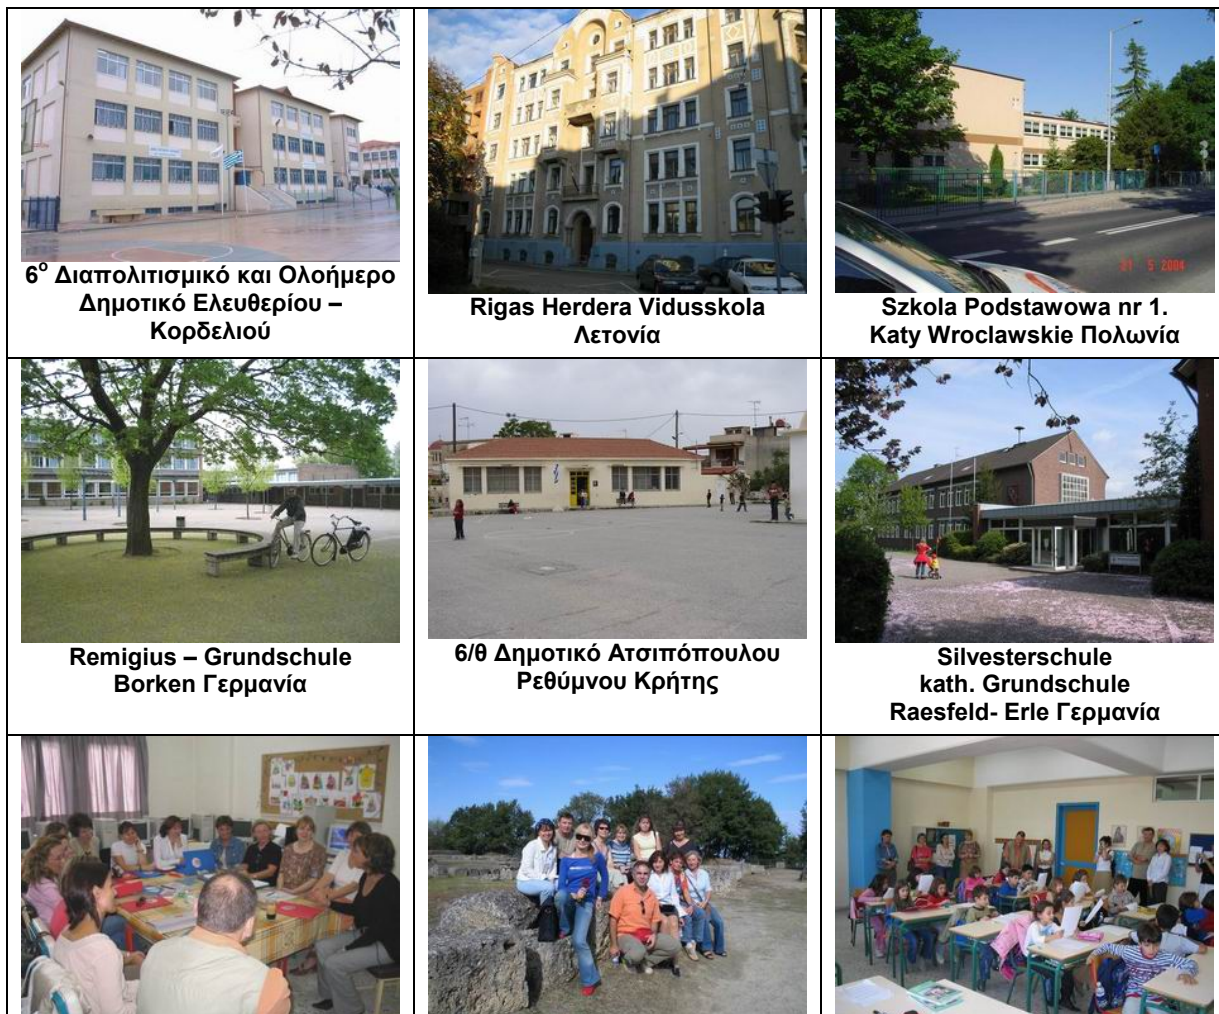 6ο Διαπολιτισμικό και Ολοήμερο
Δημοτικό Ελευθερίου –
Κορδελιού
Rigas Herdera Vidusskola
Λετονία
21 5 2004
Szkola Podstawowa nr 1.
Katy Wroclawskie Πολωνία
Remigius – Grundschule
Borken Γερμανία
6/θ Δημοτικό Ατσιπόπουλου
Ρεθύμνου Κρήτης
Silvesterschule
kath. Grundschule
Raesfeld- Erle Γερμανία